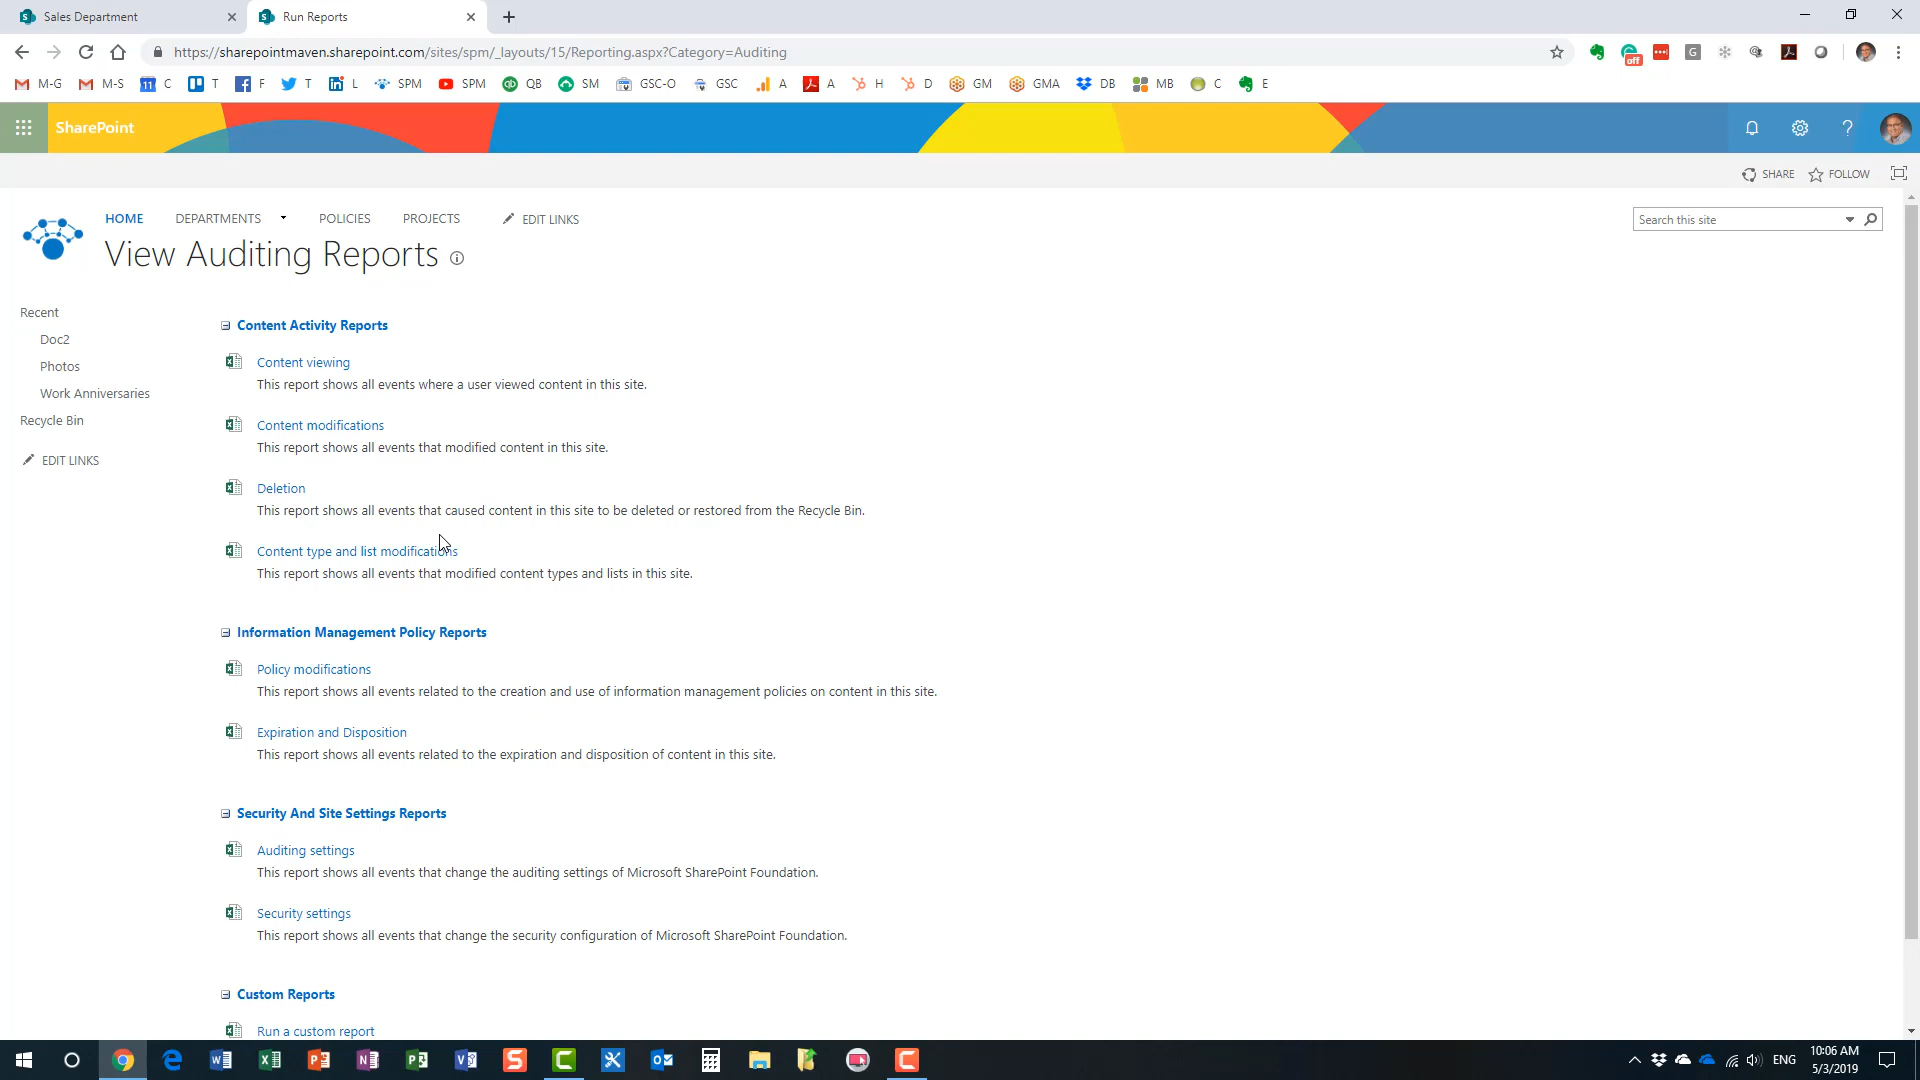 Sales Department
Run Reports
https://sharepointmaven.sharepoint.com/sites/spm/_layouts/15/Reporting.aspx?Category=Auditing
off
G
M-G M-S 11 C T F T L SPM SPM QB SM GSC-O GSC A A H D GM GMA DB MB C E
SharePoint
?
SHARE FOLLOW
HOME DEPARTMENTS POLICIES PROJECTS EDIT LINKS
Search this site
View Auditing Reports
Recent
Doc2
Photos
Work Anniversaries
Recycle Bin
EDIT LINKS
Content Activity Reports
Content viewing
This report shows all events where a user viewed content in this site.
Content modifications
This report shows all events that modified content in this site.
Deletion
This report shows all events that caused content in this site to be deleted or restored from the Recycle Bin.
Content type and list modifications
This report shows all events that modified content types and lists in this site.
Information Management Policy Reports
Policy modifications
This report shows all events related to the creation and use of information management policies on content in this site.
Expiration and Disposition
This report shows all events related to the expiration and disposition of content in this site.
Security And Site Settings Reports
Auditing settings
This report shows all events that change the auditing settings of Microsoft SharePoint Foundation.
Security settings
This report shows all events that change the security configuration of Microsoft SharePoint Foundation.
Custom Reports
Run a custom report
ENG
10:06 AM
5/3/2019